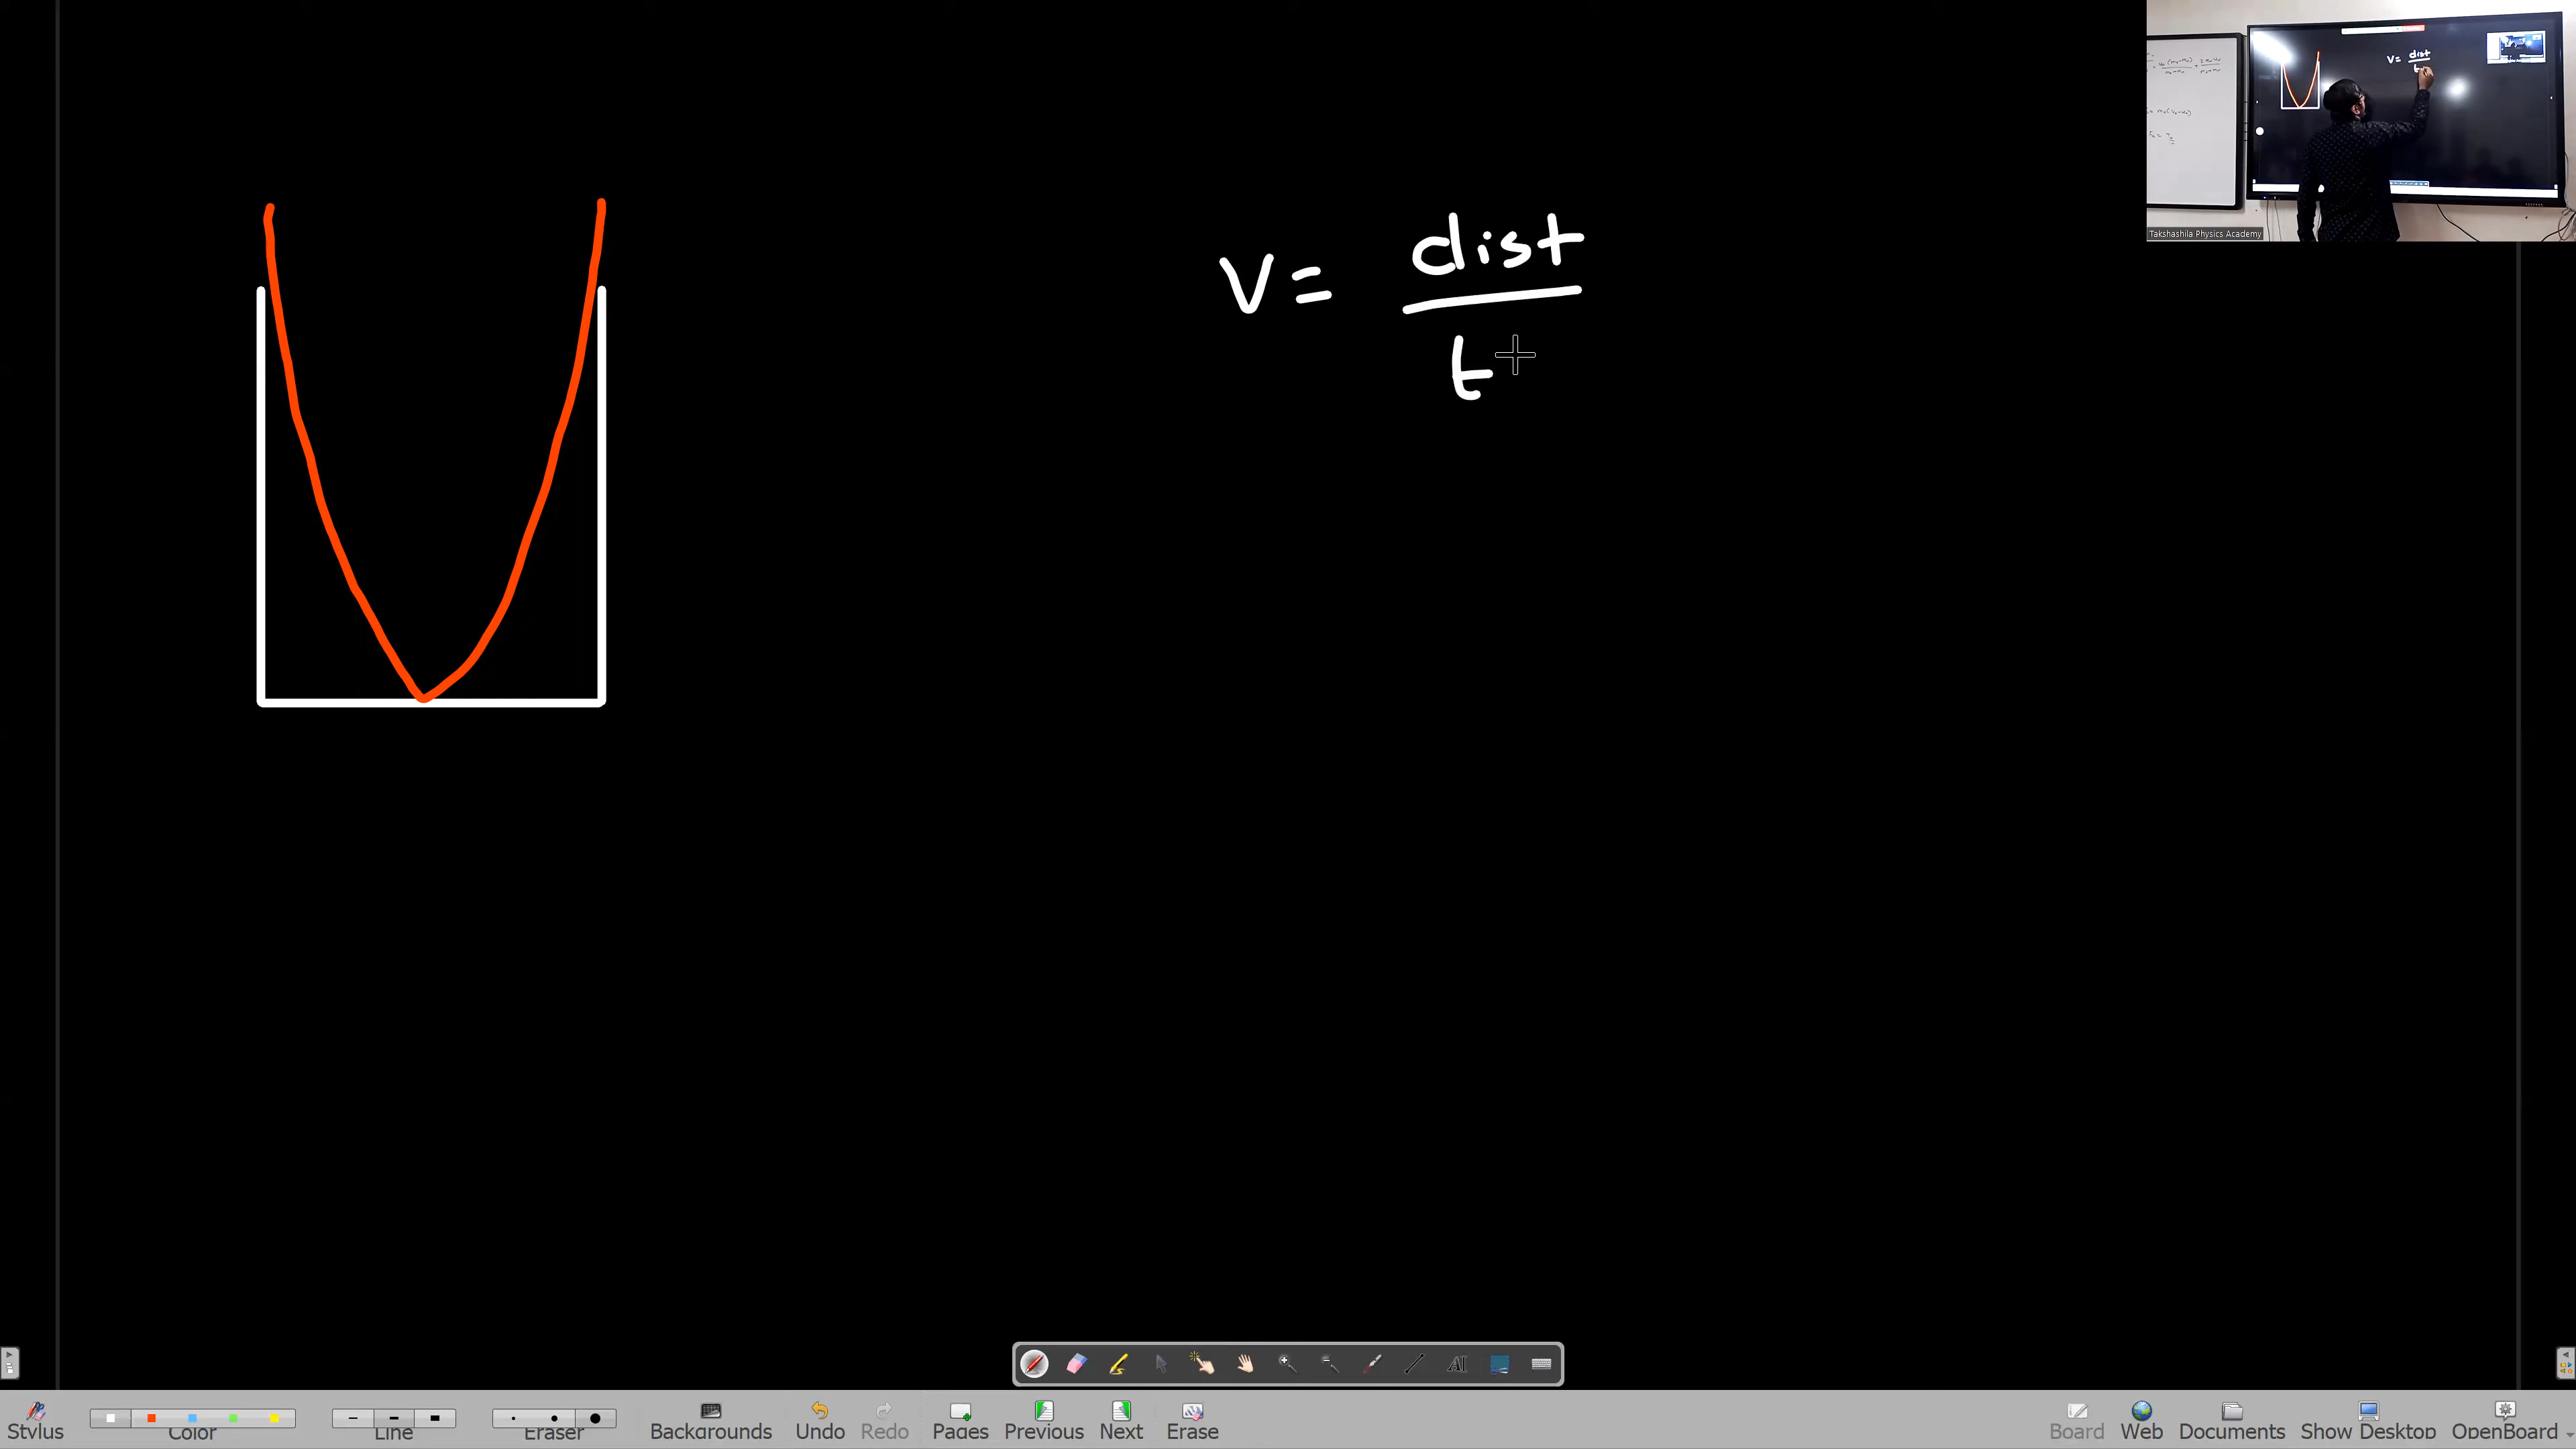 V = dist
t
V= dist
t
Takshashila Physics Academy
Stylus Color Line Eraser Backgrounds Undo Redo Pages Previous Next Erase Board Web Documents Show Desktop OpenBoard